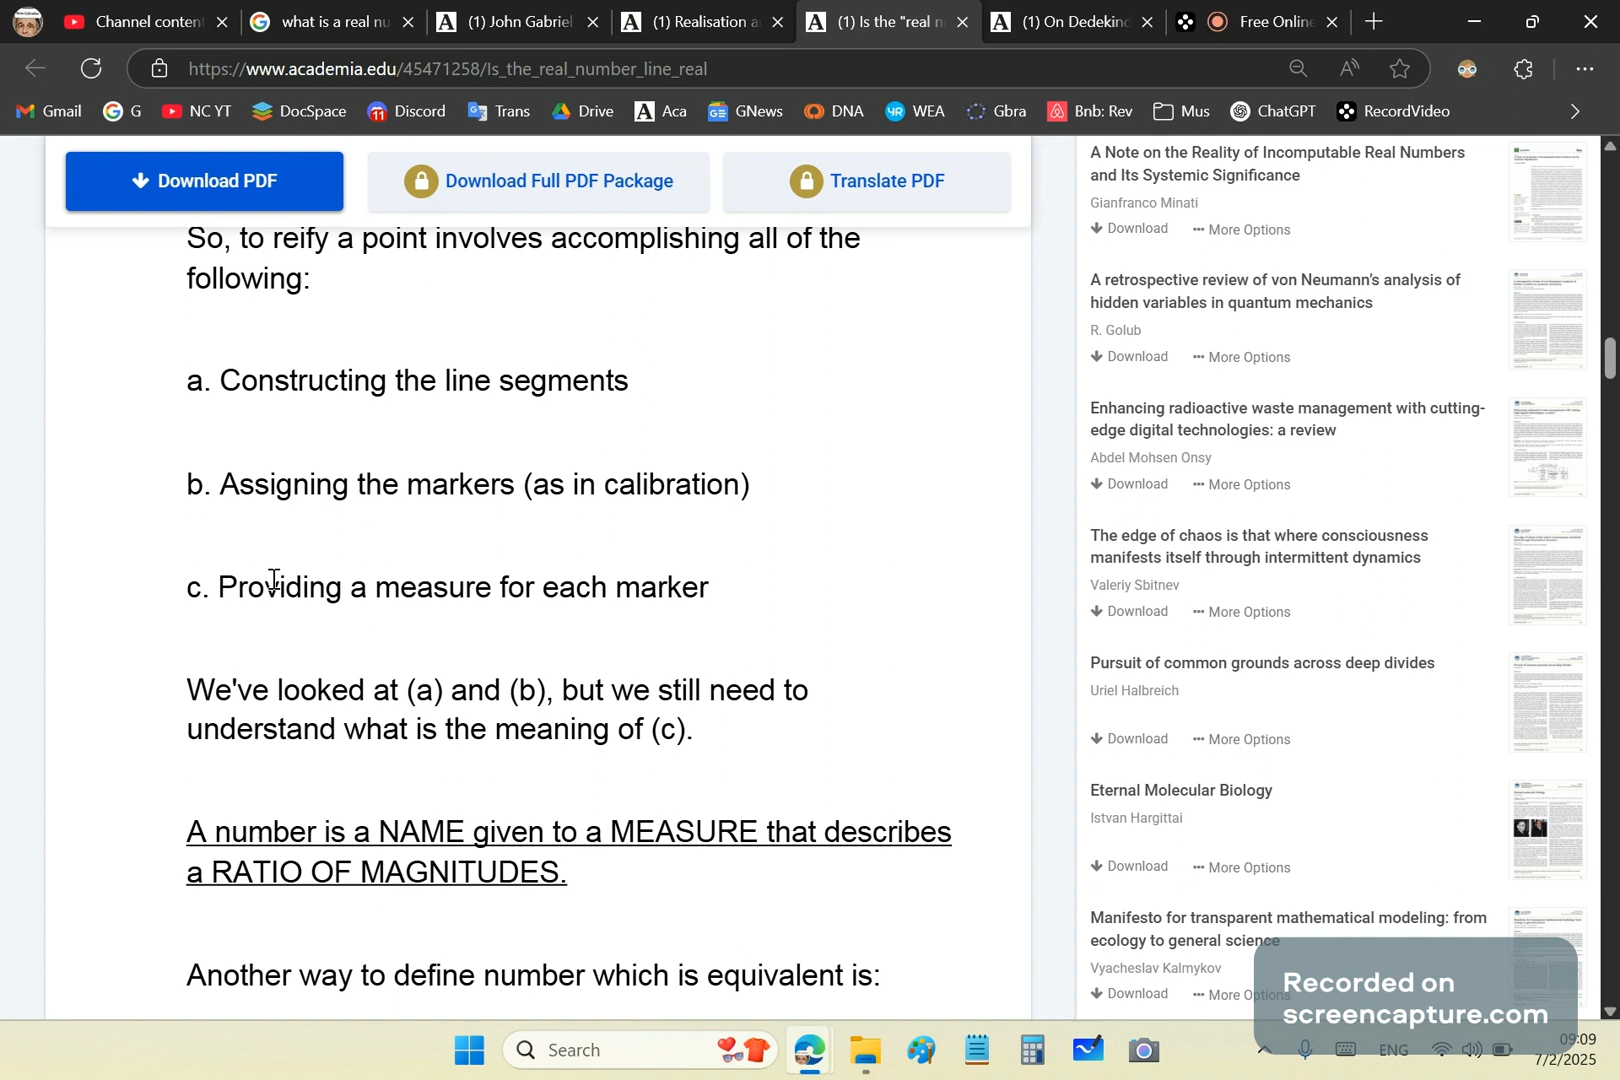 Channel conten
what is a real nu
(1) John Gabriel
(1) Realisation a
(1) Is the "real n
(1) On Dedekind
Free Online
https://www.academia.edu/45471258/Is_the_real_number_line_real
Gmail
G
NC YT
DocSpace
11
Discord
Trans
Drive
Aca
GNews
DNA
WEA
Gbra
Bnb: Rev
Mus
ChatGPT
RecordVideo
Download PDF
Download Full PDF Package
Translate PDF
So, to reify a point involves accomplishing all of the
following:
a. Constructing the line segments
b. Assigning the markers (as in calibration)
c. Providing a measure for each marker
We've looked at (a) and (b), but we still need to
understand what is the meaning of (c).
A number is a NAME given to a MEASURE that describes
a RATIO OF MAGNITUDES.
Another way to define number which is equivalent is:
A Note on the Reality of Incomputable Real Numbers
and Its Systemic Significance
Gianfranco Minati
Download
More Options
A retrospective review of von Neumann's analysis of
hidden variables in quantum mechanics
R. Golub
Download
More Options
Enhancing radioactive waste management with cutting-
edge digital technologies: a review
Abdel Mohsen Onsy
Download
More Options
The edge of chaos is that where consciousness
manifests itself through intermittent dynamics
Valeriy Sbitnev
Download
More Options
Pursuit of common grounds across deep divides
Uriel Halbreich
Download
More Options
Eternal Molecular Biology
Istvan Hargittai
Download
More Options
Manifesto for transparent mathematical modeling: from
ecology to general science
Vyacheslav Kalmykov
Download
More Options
Recorded on
screencapture.com
Search
ENG
09:09
7/2/2025